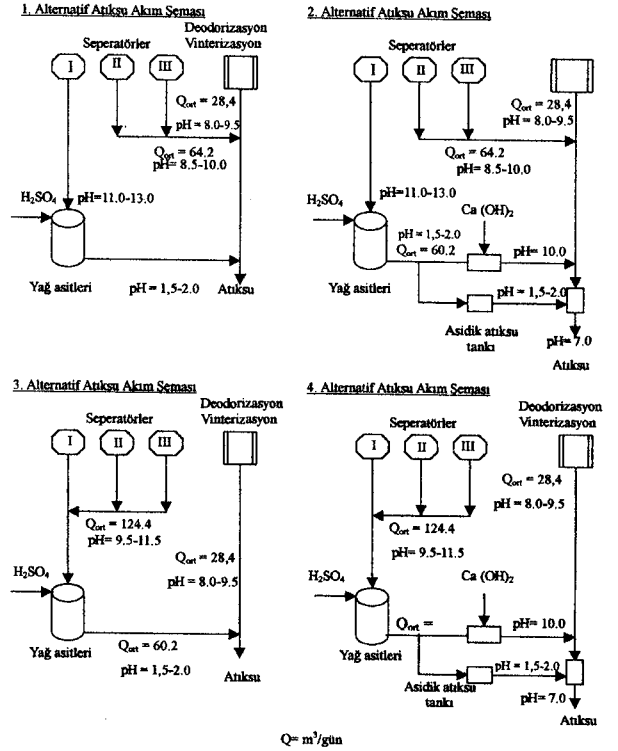 1. Alternatif Atıksu Akım Şeması
Deodorizasyon
Vinterizasyon
Seperatörler
I
II
III
Qort = 28,4
pH = 8.0-9.5
Qort = 64.2
pH= 8.5-10.0
H2SO4
pH=11.0-13.0
Yağ asitleri
pH = 1,5-2.0
Atıksu
2. Alternatif Atıksu Akım Şeması
Seperatörler
I
II
III
Qort = 28,4
pH = 8.0-9.5
Qort = 64.2
pH = 8.5-10.0
pH=11.0-13.0
H2SO4
Ca (OH)2
pH = 1,5-2.0
Qort = 60.2
pH= 10.0
Yağ asitleri
pH = 1,5-2.0
Asidik atıksu
tankı
pH= 7.0
Atıksu
3. Alternatif Atıksu Akım Şeması
Deodorizasyon
Vinterizasyon
Seperatörler
I
II
III
Qort = 124.4
pH= 9.5-11.5
Qort = 28,4
pH = 8.0-9.5
H2SO4
Yağ asitleri
Qort = 60.2
pH = 1,5-2.0
Atıksu
4. Alternatif Atıksu Akım Şeması
Deodorizasyon
Vinterizasyon
Seperatörler
I
II
III
Qort = 28,4
pH = 8.0-9.5
Qort = 124.4
pH = 9.5-11.5
H2SO4
Ca (OH)2
Qort =
pH= 10.0
Yağ asitleri
pH = 1,5-2.0
Asidik atıksu
tankı
pH= 7.0
Atıksu
Q= m³/gün